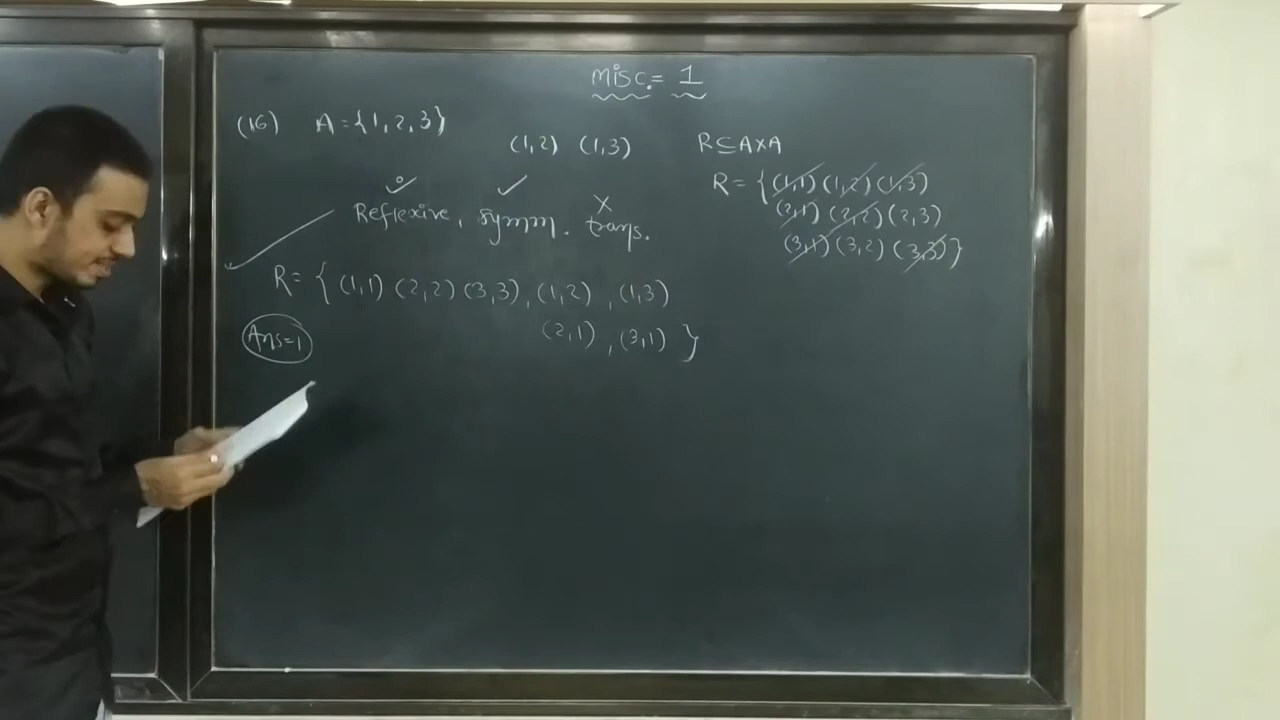 misc. = 1
(16) A = {1, 2, 3}
(1,2) (1,3)
R ⊆ A × A
R = {(1,1) (1,2) (1,3)
(2,1) (2,2) (2,3)
(3,1) (3,2) (3,3)}
Reflexive, symm. trans.
R = { (1,1) (2,2) (3,3), (1,2) , (1,3)
(2,1) , (3,1) }
Ans = 1